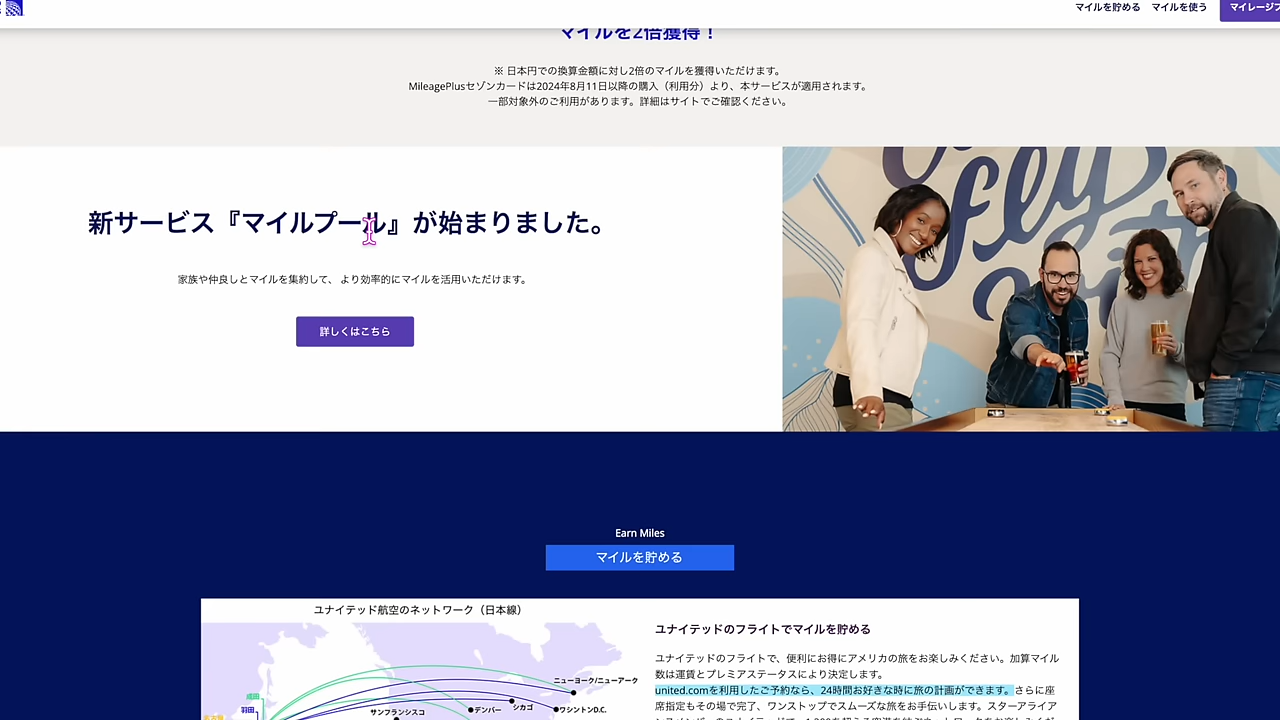 マイルを貯める マイルを使う
マイルを2倍獲得！
※ 日本円での換算金額に対し2倍のマイルを獲得いただけます。
MileagePlusセゾンカードは2024年8月11日以降の購入（利用分）より、本サービスが適用されます。
一部対象外のご利用があります。詳細はサイトでご確認ください。
新サービス『マイルプール』が始まりました。
家族や仲良しとマイルを集約して、より効率的にマイルを活用いただけます。
詳しくはこちら
fly
Earn Miles
マイルを貯める
ユナイテッド航空のネットワーク（日本線）
ユナイテッドのフライトでマイルを貯める
ユナイテッドのフライトで、便利にお得にアメリカの旅をお楽しみください。加算マイル
数は運賃とプレミアステータスにより決定します。
united.comを利用したご予約なら、24時間お好きな時に旅の計画ができます。さらに座
席指定もその場で完了、ワンストップでスムーズな旅をお手伝いします。スターアライア
ニューヨーク/ニューアーク
成田
羽田
サンフランシスコ
デンバー
シカゴ
ワシントンD.C.